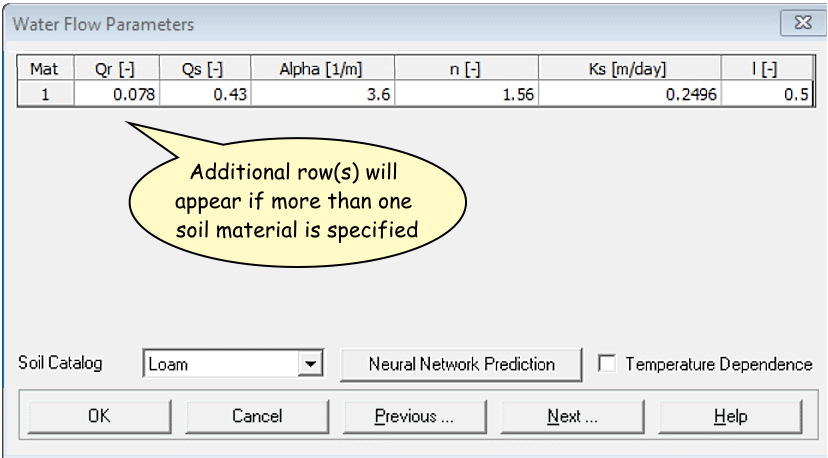 Water Flow Parameters
Mat Qr [-] Qs [-] Alpha [1/m] n [-] Ks [m/day] l [-]
1 0.078 0.43 3.6 1.56 0.2496 0.5
Additional row(s) will
appear if more than one
soil material is specified
Soil Catalog Loam Neural Network Prediction Temperature Dependence
OK Cancel Previous ... Next ... Help